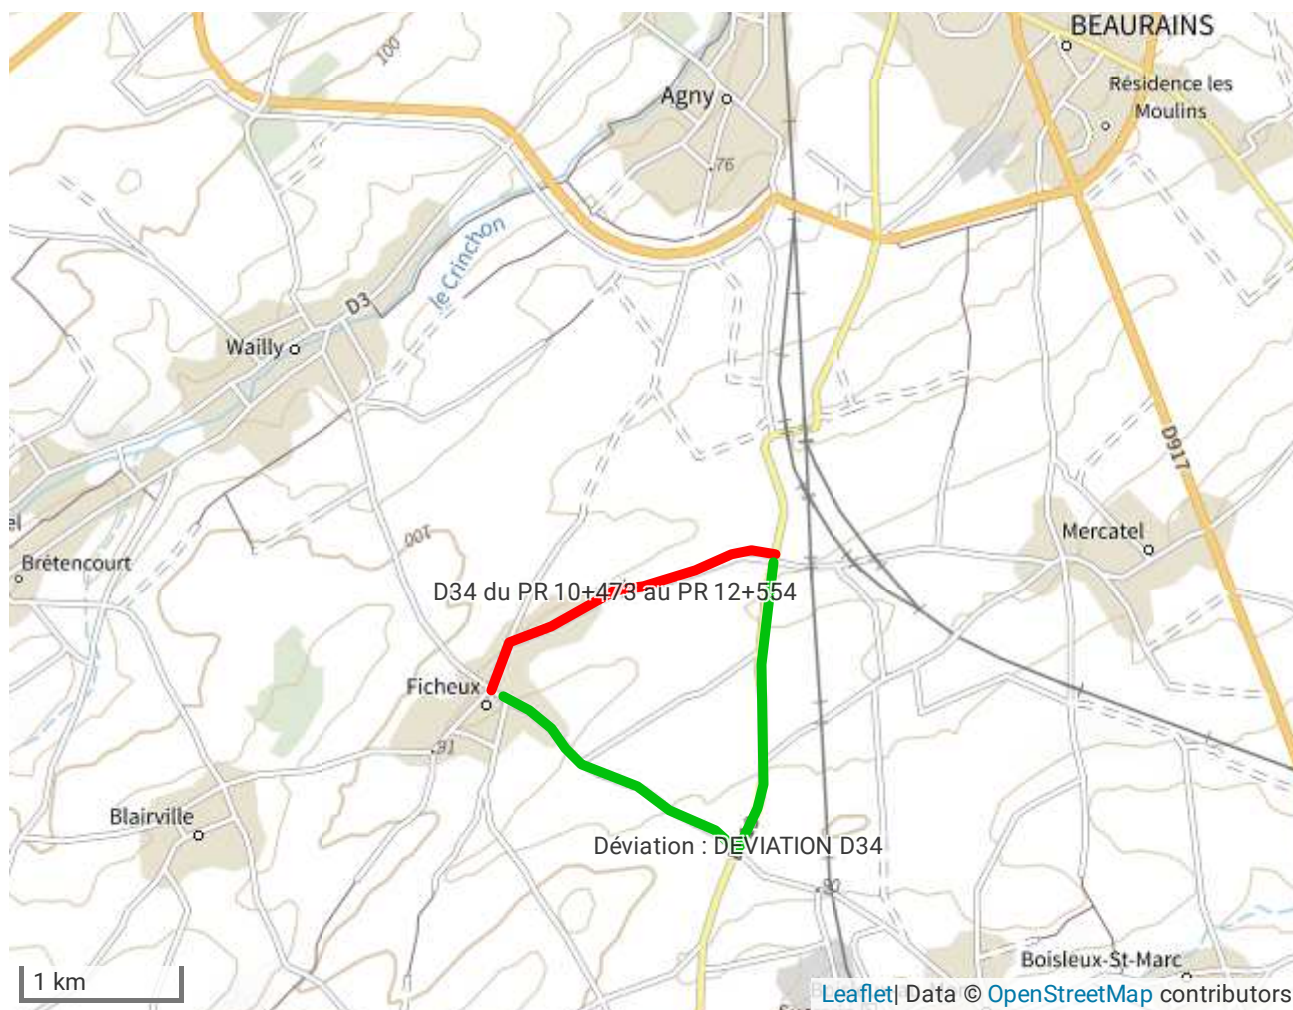 BEAURAINS
100
Résidence les
Moulins
Agny
76
le Crinchon
D3
Wailly
D917
el
100
Mercatel
Brétencourt
D34 du PR 10+473 au PR 12+554
Ficheux
91
Blairville
Déviation : DEVIATION D34
90
Boisleux-St-Marc
1 km
Leaflet| Data © OpenStreetMap contributors